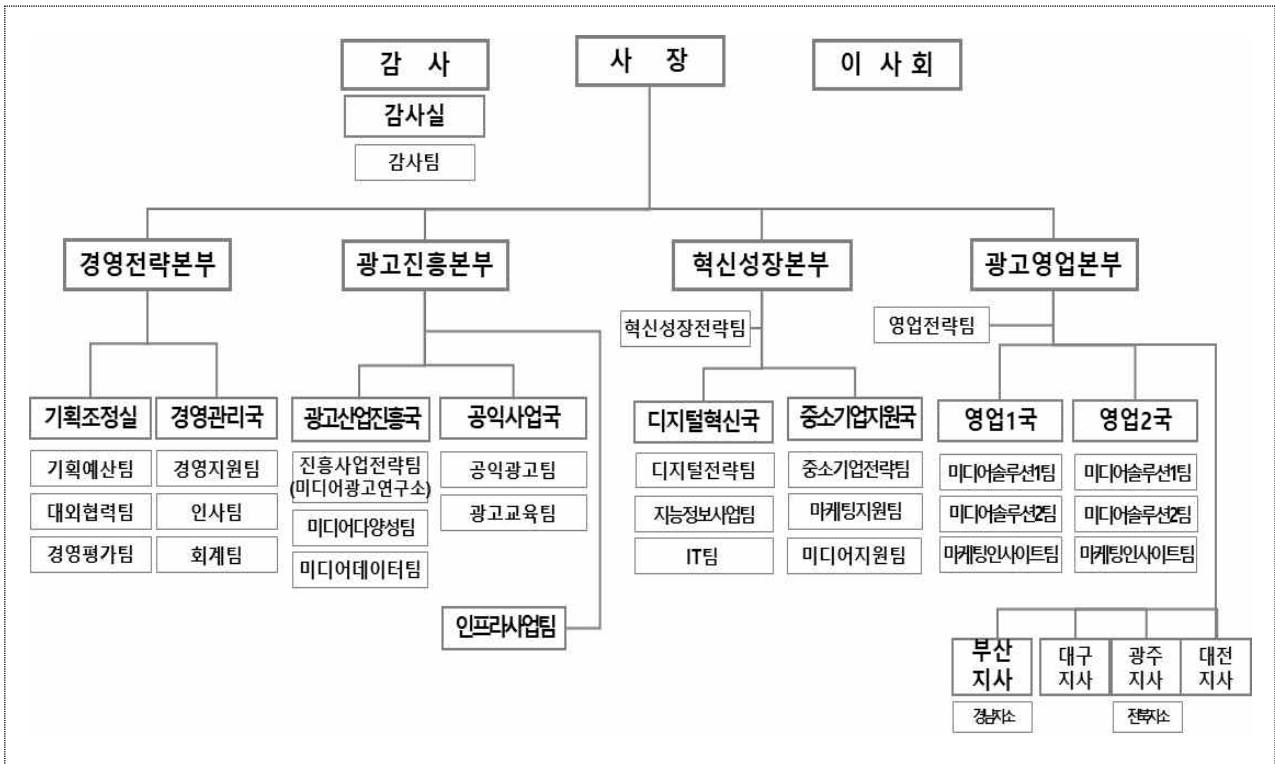 감 사
사 장
이 사 회
감사실
감사팀
경영전략본부
광고진흥본부
혁신성장본부
광고영업본부
혁신성장전략팀
영업전략팀
기획조정실
경영관리국
광고산업진흥국
공익사업국
디지털혁신국
중소기업지원국
영업1국
영업2국
기획예산팀
경영지원팀
진흥사업전략팀
(미디어광고연구소)
공익광고팀
디지털전략팀
중소기업전략팀
미디어솔루션1팀
미디어솔루션1팀
대외협력팀
인사팀
미디어다양성팀
광고교육팀
지능정보사업팀
마케팅지원팀
미디어솔루션2팀
미디어솔루션2팀
경영평가팀
회계팀
미디어데이터팀
IT팀
미디어지원팀
마케팅인사이트팀
마케팅인사이트팀
인프라사업팀
부산
지사
대구
지사
광주
지사
대전
지사
경남지소
전북지소